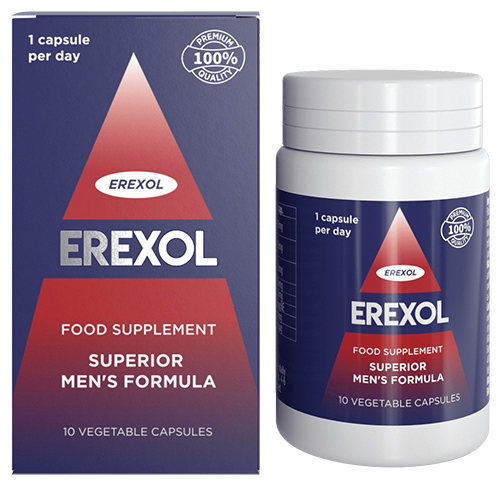 1 capsule
per day
PREMIUM
100%
QUALITY
EREXOL
EREXOL
FOOD SUPPLEMENT
SUPERIOR
MEN'S FORMULA
10 VEGETABLE CAPSULES
1 capsule
per day
PREMIUM
100%
QUALITY
EREXOL
EREXOL
FOOD SUPPLEMENT
SUPERIOR
MEN'S FORMULA
10 VEGETABLE CAPSULES